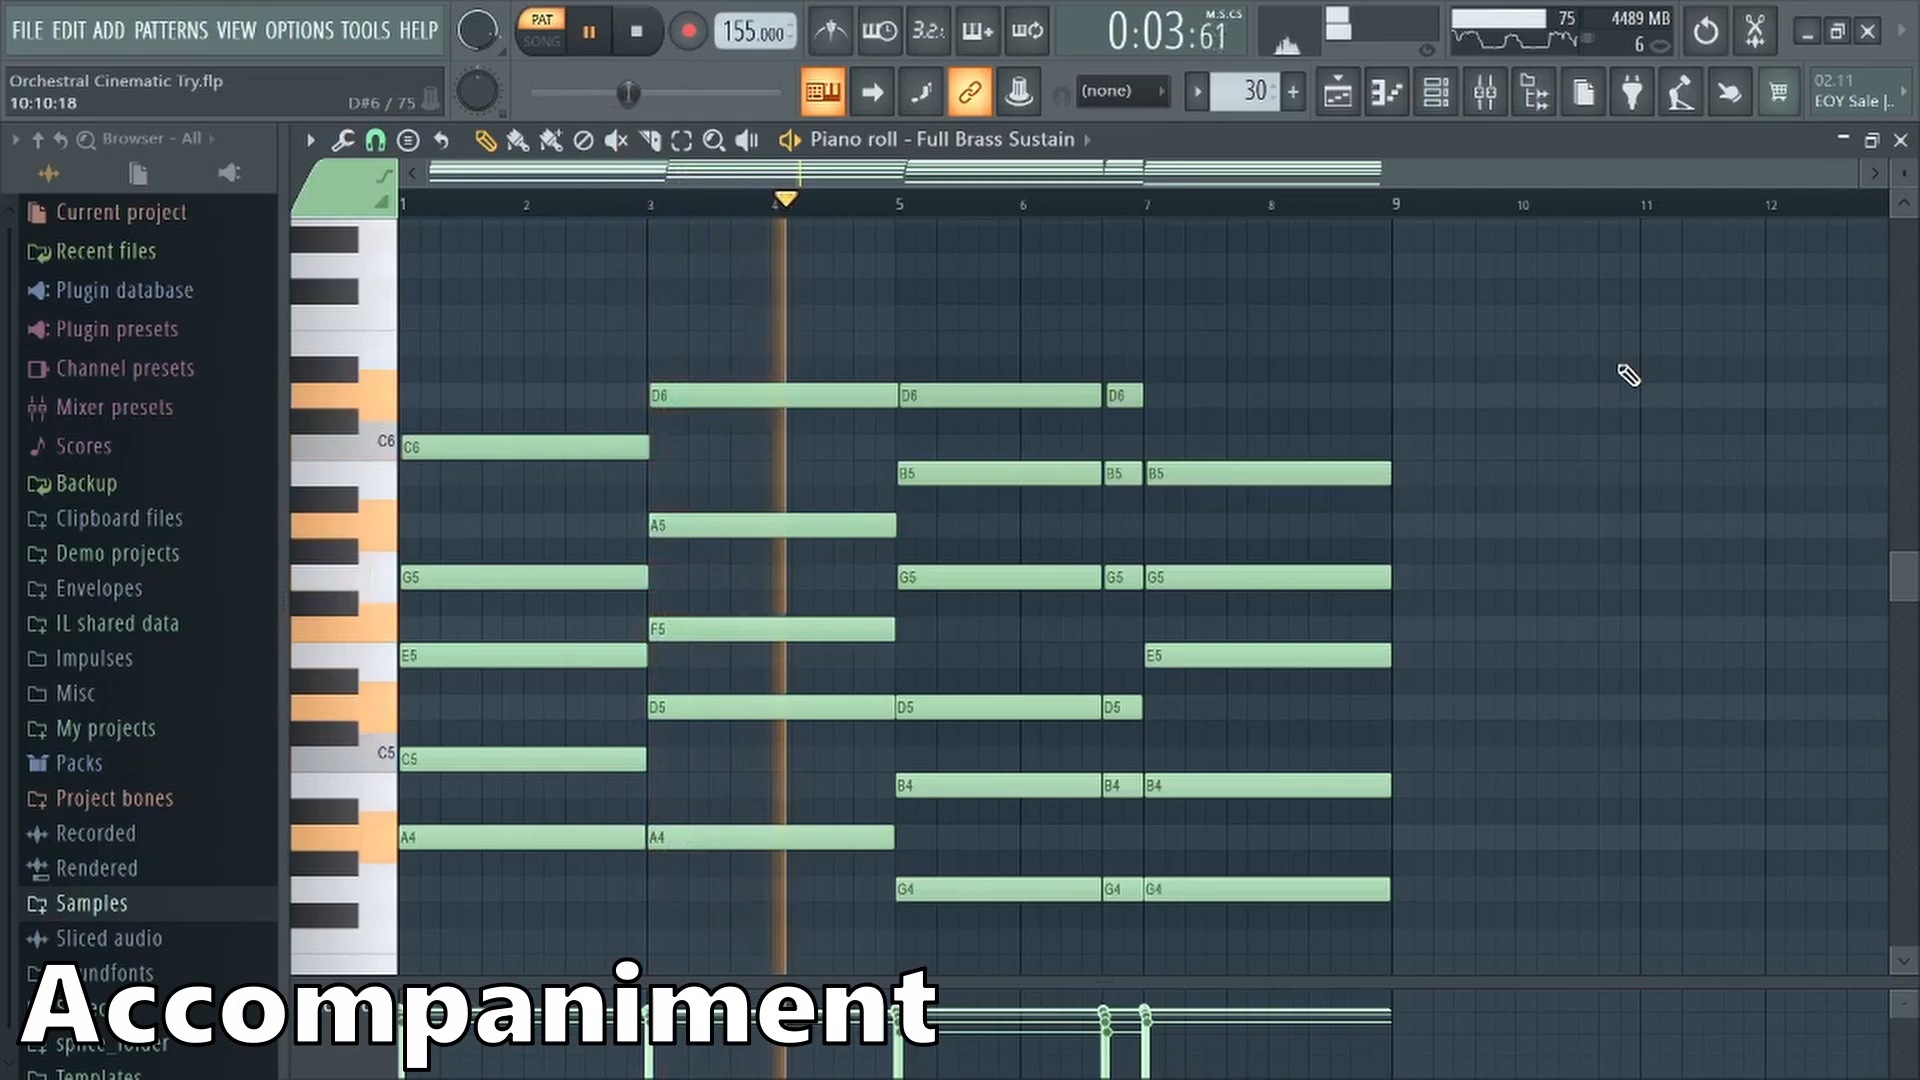 FILE EDIT ADD PATTERNS VIEW OPTIONS TOOLS HELP
PAT
SONG
155.000
3.2.
0:03:61
M:S:CS
75
4489 MB
6
Orchestral Cinematic Try.flp
10:10:18
D#6 / 75
(none)
30
02.11
EOY Sale |..
Browser - All
Piano roll - Full Brass Sustain
1 2 3 4 5 6 7 8 9 10 11 12
Current project
Recent files
Plugin database
Plugin presets
Channel presets
Mixer presets
Scores
Backup
Clipboard files
Demo projects
Envelopes
IL shared data
Impulses
Misc
My projects
Packs
Project bones
Recorded
Rendered
Samples
Sliced audio
Templates
D6 D6 D6
C6 C6
B5 B5 B5
A5
G5 G5 G5 G5
F5
E5 E5
D5 D5 D5
C5 C5
B4 B4 B4
A4 A4
G4 G4 G4
Accompaniment